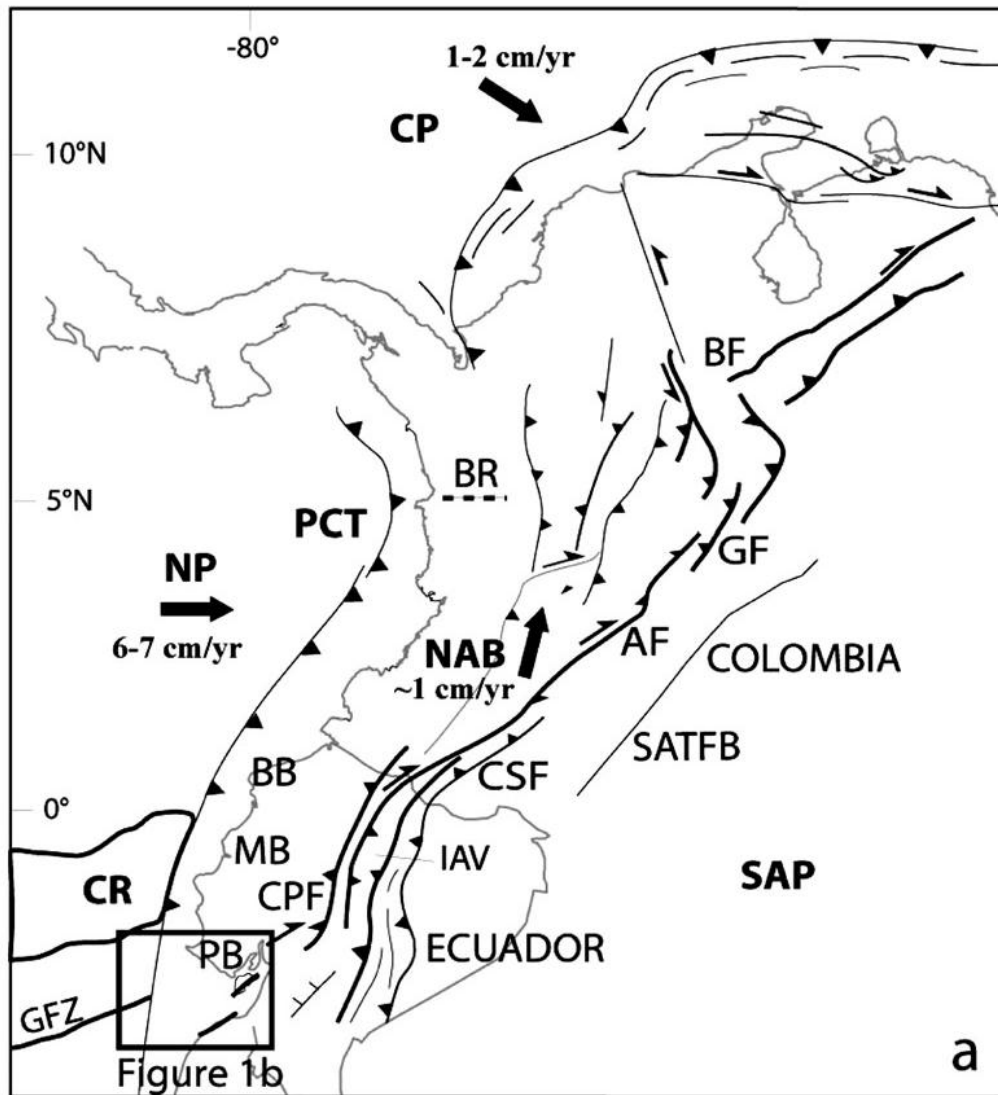 -80°
1-2 cm/yr
CP
10°N
BF
BR
5°N
PCT
GF
NP
6-7 cm/yr
NAB
~1 cm/yr
AF
COLOMBIA
SATFB
BB
CSF
0°
MB
IAV
CR
CPF
SAP
PB
ECUADOR
GFZ
Figure 1b
a